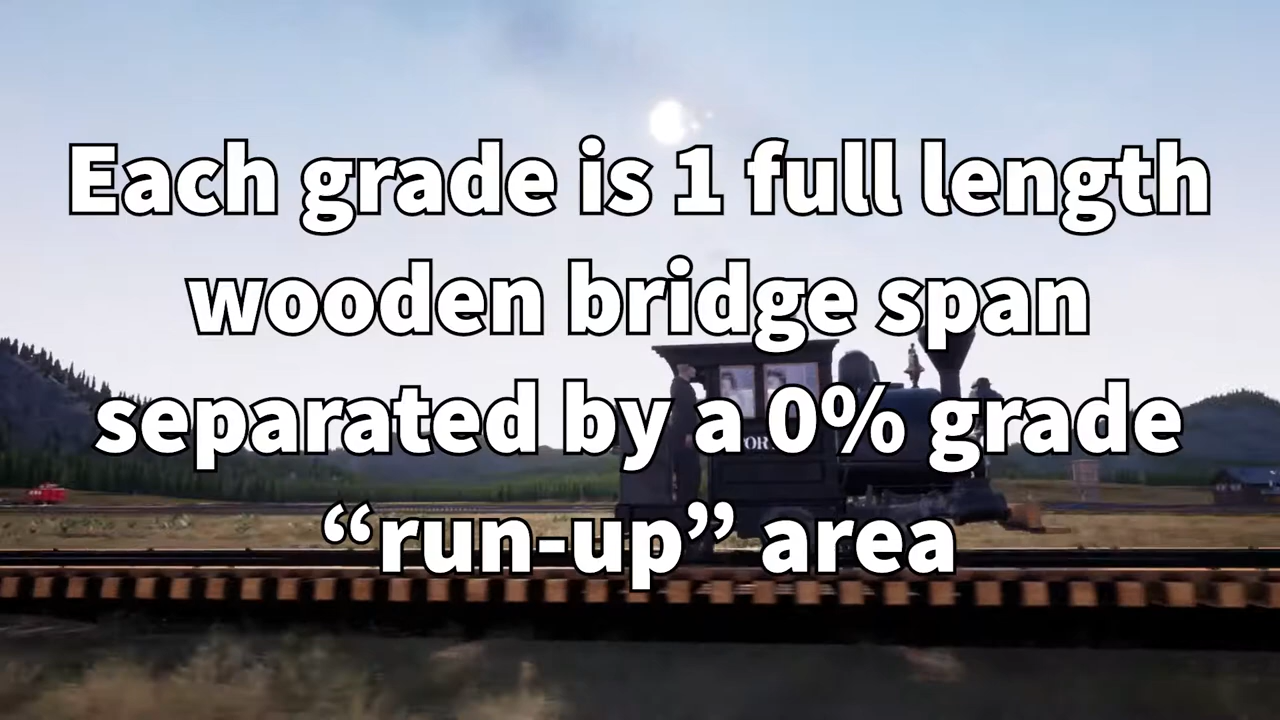 Each grade is 1 full length
wooden bridge span
separated by a 0% grade
“run-up” area